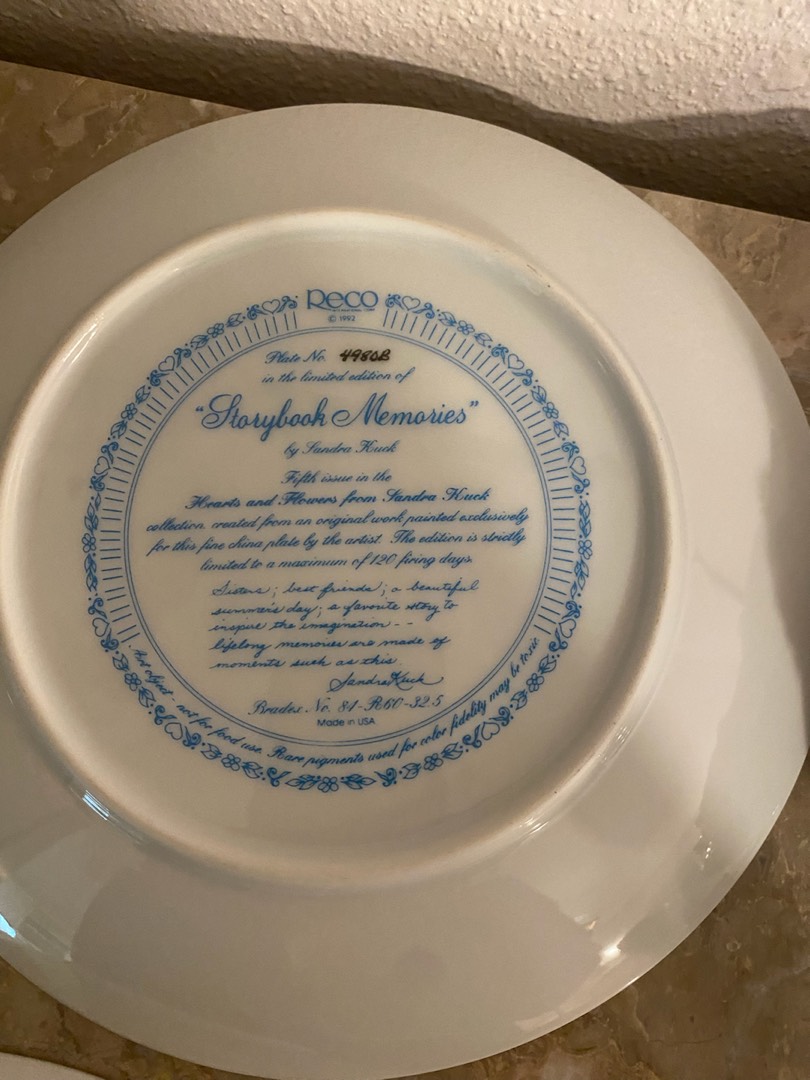 Reco
© 1992
Plate No. 4980B
in the limited edition of
"Storybook Memories"
by Sandra Kuck
Fifth issue in the
Hearts and Flowers from Sandra Kuck
collection, created from an original work painted exclusively
for this fine china plate by the artist. The edition is strictly
limited to a maximum of 120 firing days.
Sisters; best friends; a beautiful
summer's day; a favorite story to
inspire the imagination--
lifelong memories are made of
moments such as this.
Sandra Kuck
Bradex No. 84-R60-32.5
Made in USA
Art object - not for food use. Rare pigments used for color fidelity may be toxic.